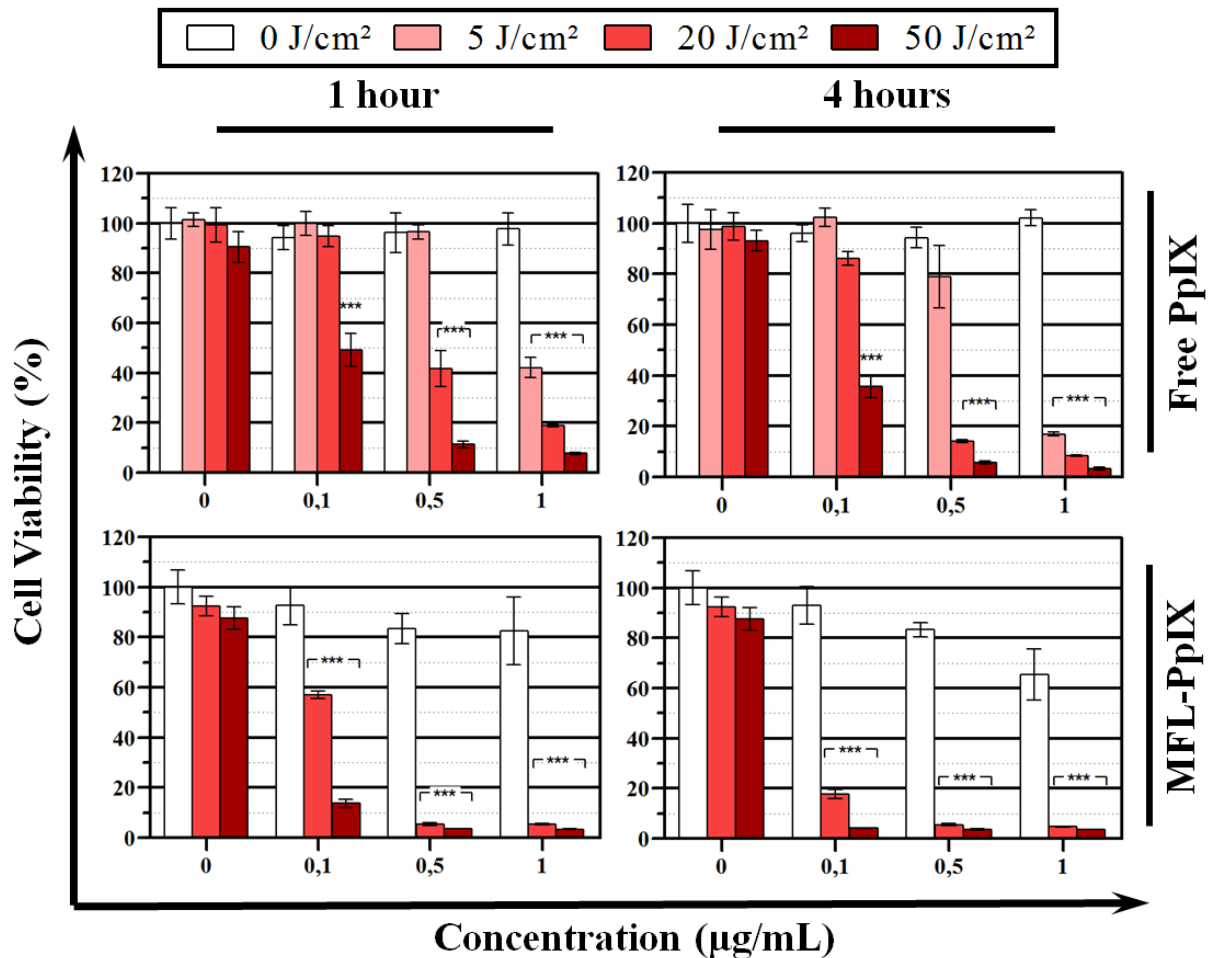 0 J/cm² 5 J/cm² 20 J/cm² 50 J/cm²
1 hour 4 hours
Cell Viability (%)
120
100
80
60
40
20
0
*** *** ***
0 0,1 0,5 1
120
100
80
60
40
20
0
*** *** ***
0 0,1 0,5 1
Free PpIX
120
100
80
60
40
20
0
*** *** ***
0 0,1 0,5 1
120
100
80
60
40
20
0
*** *** ***
0 0,1 0,5 1
MFL-PpIX
Concentration (µg/mL)